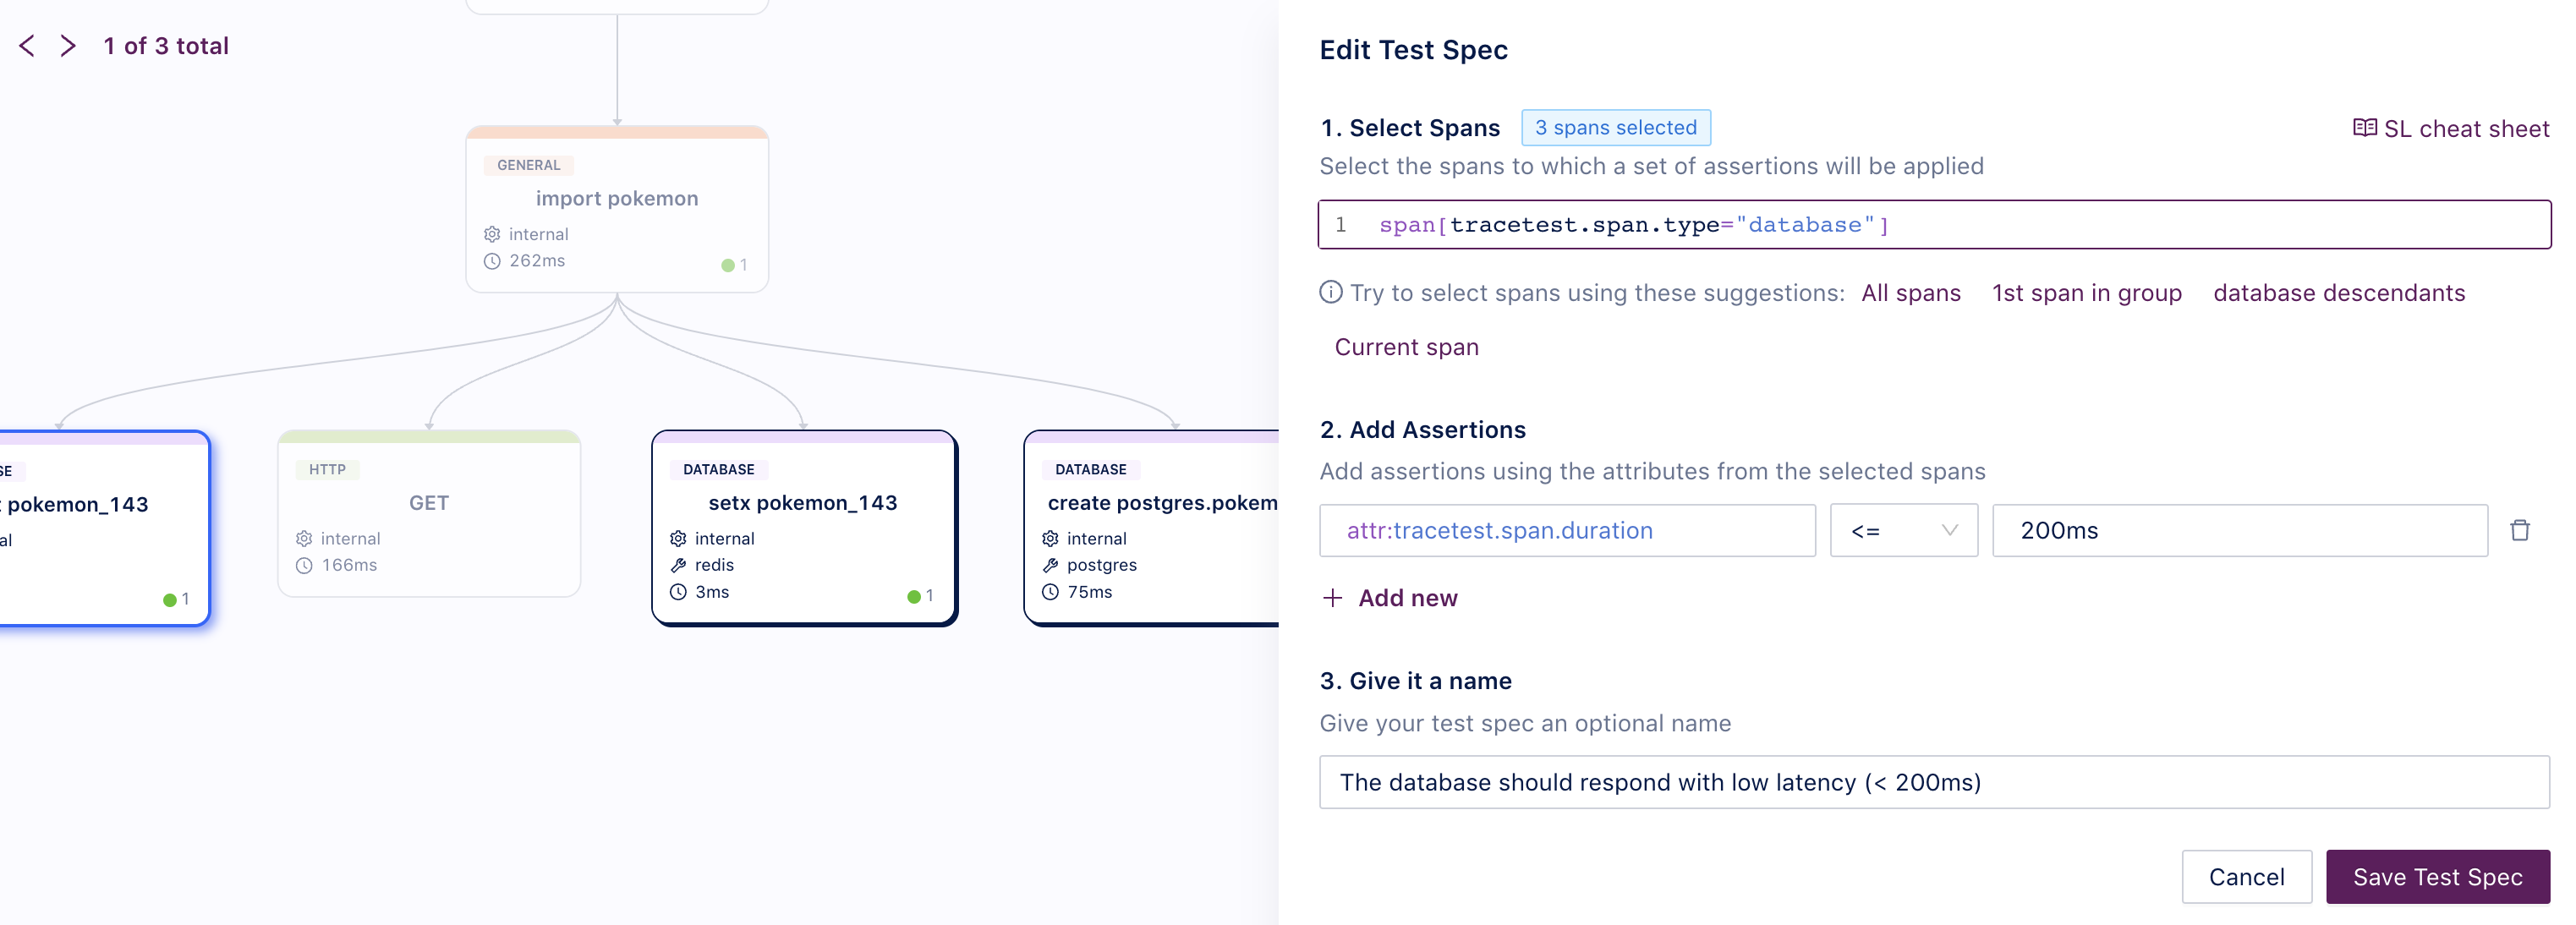 1 of 3 total
GENERAL
import pokemon
internal
262ms
1
SE
pokemon_143
al
1
HTTP
GET
internal
166ms
DATABASE
setx pokemon_143
internal
redis
3ms
1
DATABASE
create postgres.pokem
internal
postgres
75ms
Edit Test Spec
1. Select Spans 3 spans selected
SL cheat sheet
Select the spans to which a set of assertions will be applied
1 span[tracetest.span.type="database"]
Try to select spans using these suggestions: All spans 1st span in group database descendants
Current span
2. Add Assertions
Add assertions using the attributes from the selected spans
attr:tracetest.span.duration <= 200ms
+ Add new
3. Give it a name
Give your test spec an optional name
The database should respond with low latency (< 200ms)
Cancel Save Test Spec